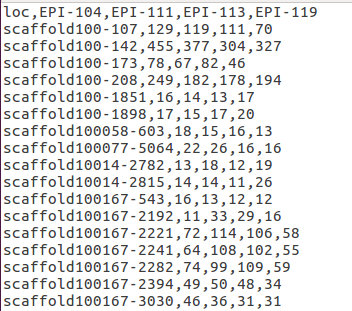 loc,EPI-104,EPI-111,EPI-113,EPI-119
scaffold100-107,129,119,111,70
scaffold100-142,455,377,304,327
scaffold100-173,78,67,82,46
scaffold100-208,249,182,178,194
scaffold100-1851,16,14,13,17
scaffold100-1898,17,15,17,20
scaffold100058-603,18,15,16,13
scaffold100077-5064,22,26,16,16
scaffold10014-2782,13,18,12,19
scaffold10014-2815,14,14,11,26
scaffold100167-543,16,13,12,12
scaffold100167-2192,11,33,29,16
scaffold100167-2221,72,114,106,58
scaffold100167-2241,64,108,102,55
scaffold100167-2282,74,99,109,59
scaffold100167-2394,49,50,48,34
scaffold100167-3030,46,36,31,31